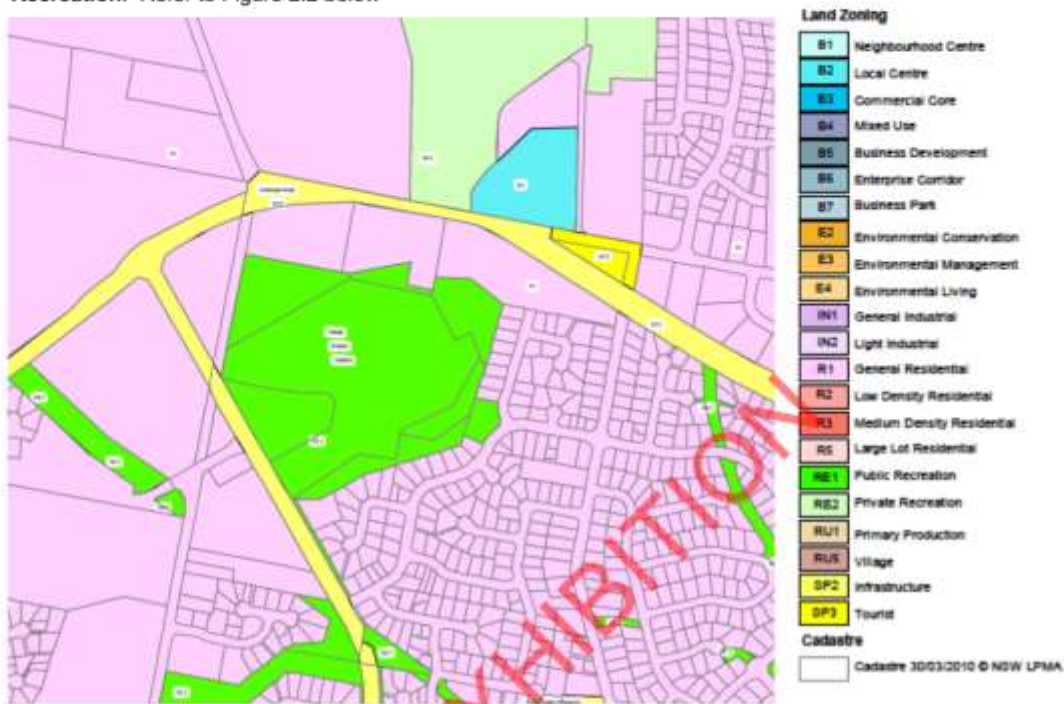 Recreation. Refer to Figure 2.2 below
Land Zoning
B1 Neighbourhood Centre
B2 Local Centre
B3 Commercial Core
B4 Mixed Use
B5 Business Development
B6 Enterprise Corridor
B7 Business Park
E2 Environmental Conservation
E3 Environmental Management
E4 Environmental Living
IN1 General Industrial
IN2 Light Industrial
R1 General Residential
R2 Low Density Residential
R3 Medium Density Residential
R5 Large Lot Residential
RE1 Public Recreation
RE2 Private Recreation
RU1 Primary Production
RU5 Village
SP2 Infrastructure
SP3 Tourist
Cadastre
Cadastre 30/03/2010 © NSW LPMA
XHIBITION